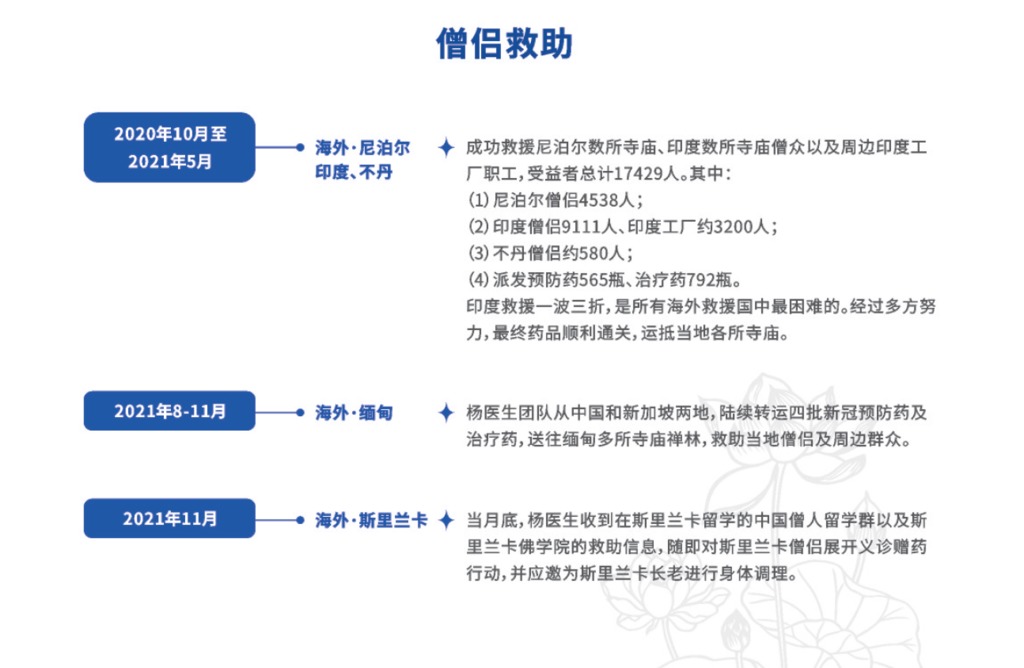 僧侣救助
2020年10月至
2021年5月
海外·尼泊尔
印度、不丹
成功救援尼泊尔数所寺庙、印度数所寺庙僧众以及周边印度工
厂职工，受益者总计17429人。其中：
（1）尼泊尔僧侣4538人；
（2）印度僧侣9111人、印度工厂约3200人；
（3）不丹僧侣约580人；
（4）派发预防药565瓶、治疗药792瓶。
印度救援一波三折，是所有海外救援国中最困难的。经过多方努
力，最终药品顺利通关，运抵当地各所寺庙。
2021年8-11月
海外·缅甸
杨医生团队从中国和新加坡两地，陆续转运四批新冠预防药及
治疗药，送往缅甸多所寺庙禅林，救助当地僧侣及周边群众。
2021年11月
海外·斯里兰卡
当月底，杨医生收到在斯里兰卡留学的中国僧人留学群以及斯
里兰卡佛学院的救助信息，随即对斯里兰卡僧侣展开义诊赠药
行动，并应邀为斯里兰卡长老进行身体调理。